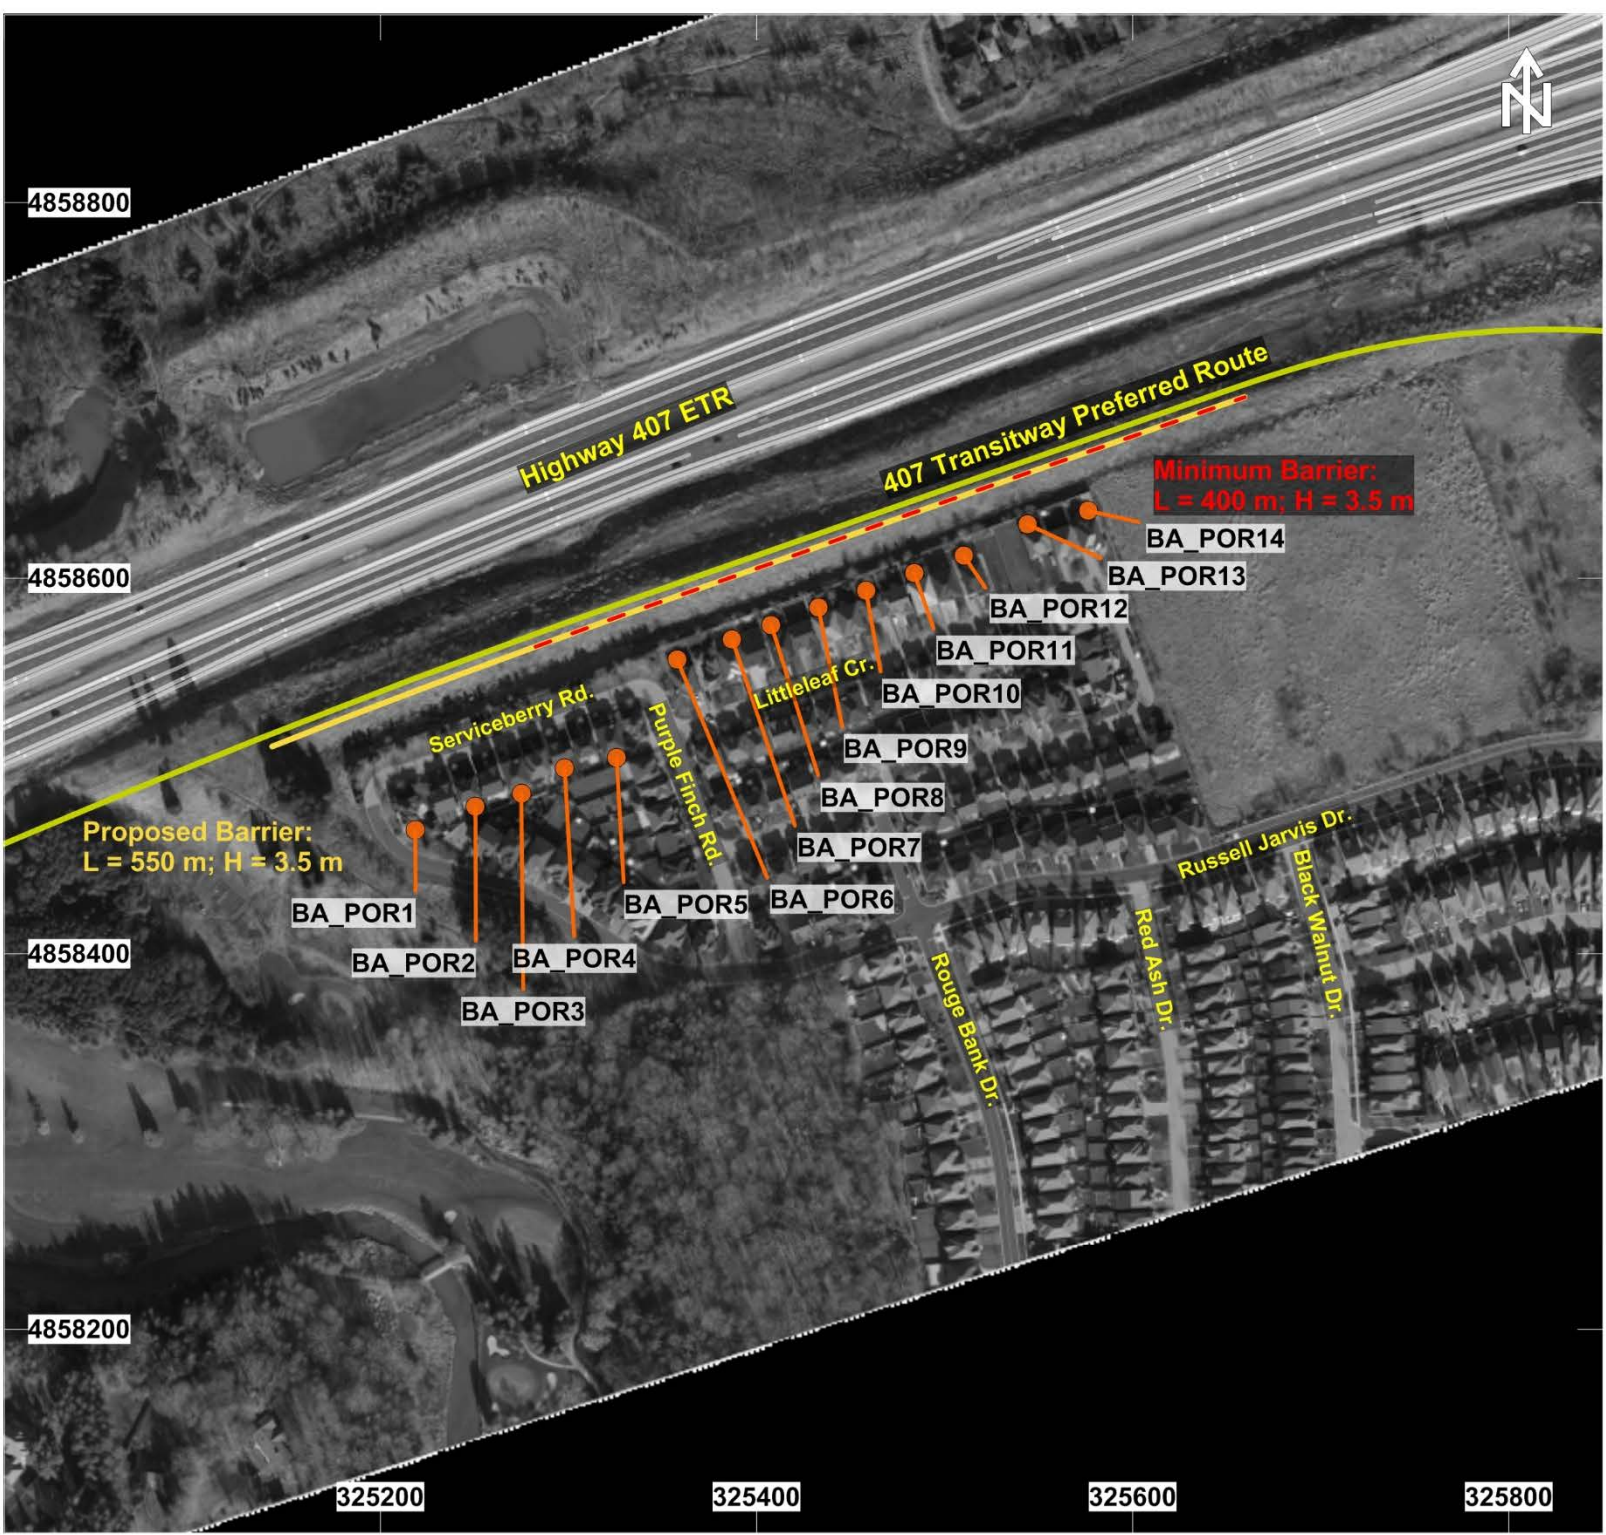 N
4858800
Highway 407 ETR
407 Transitway Preferred Route
Minimum Barrier:
L = 400 m; H = 3.5 m
BA_POR14
4858600
BA_POR13
BA_POR12
BA_POR11
Littleleaf Cr.
BA_POR10
Serviceberry Rd.
Purple Finch Rd.
BA_POR9
BA_POR8
Proposed Barrier:
L = 550 m; H = 3.5 m
BA_POR7
Russell Jarvis Dr.
Black Walnut Dr.
BA_POR6
BA_POR5
BA_POR1
Red Ash Dr.
4858400
BA_POR2
BA_POR4
Rouge Bank Dr.
BA_POR3
4858200
325200
325400
325600
325800